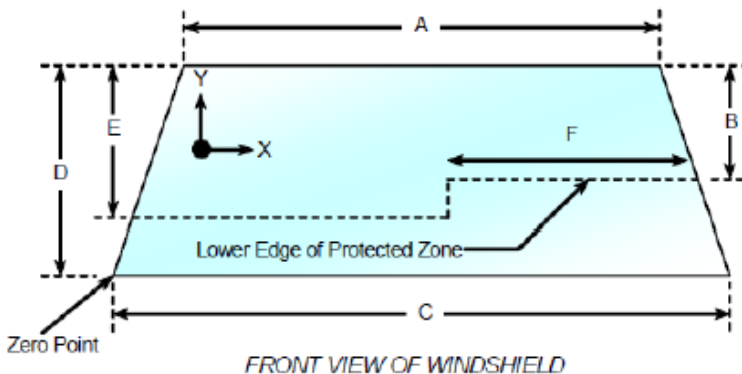 A
Y
B
E
F
X
D
Lower Edge of Protected Zone
C
Zero Point
FRONT VIEW OF WINDSHIELD